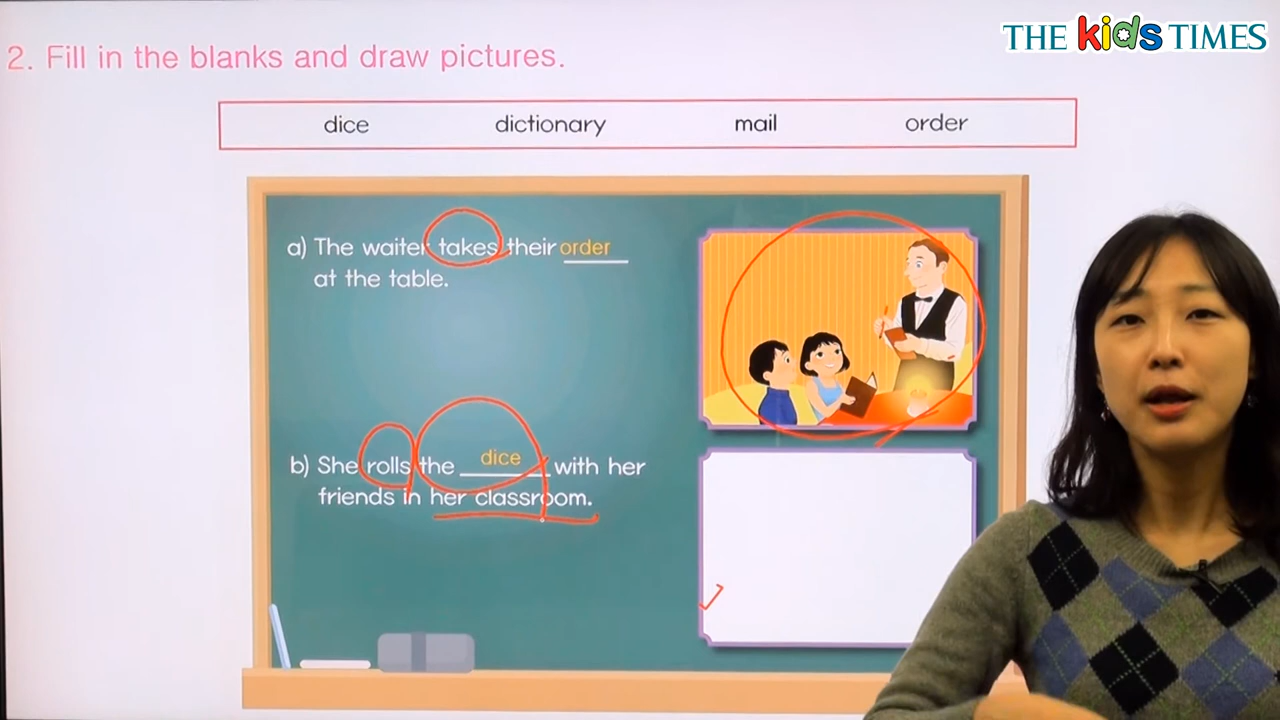 THE kids TIMES
2. Fill in the blanks and draw pictures.
dice dictionary mail order
a) The waiter takes their order
at the table.
b) She rolls the dice with her
friends in her classroom.